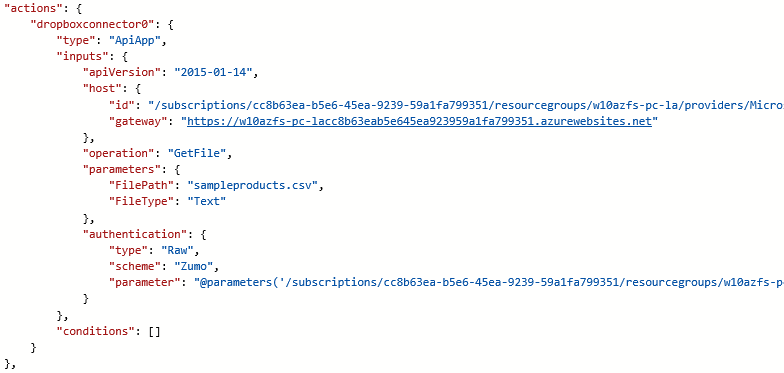 "actions": {
"dropboxconnector0": {
"type": "ApiApp",
"inputs": {
"apiVersion": "2015-01-14",
"host": {
"id": "/subscriptions/cc8b63ea-b5e6-45ea-9239-59a1fa799351/resourcegroups/w10azfs-pc-la/providers/Micros
"gateway": "https://w10azfs-pc-lacc8b63eab5e645ea923959a1fa799351.azurewebsites.net"
},
"operation": "GetFile",
"parameters": {
"FilePath": "sampleproducts.csv",
"FileType": "Text"
},
"authentication": {
"type": "Raw",
"scheme": "Zumo",
"parameter": "@parameters('/subscriptions/cc8b63ea-b5e6-45ea-9239-59a1fa799351/resourcegroups/w10azfs-p
}
},
"conditions": []
}
},